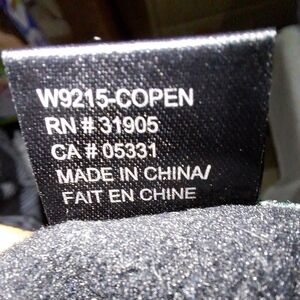 W9215-COPEN
RN # 31905
CA # 05331
MADE IN CHINA/
FAIT EN CHINE